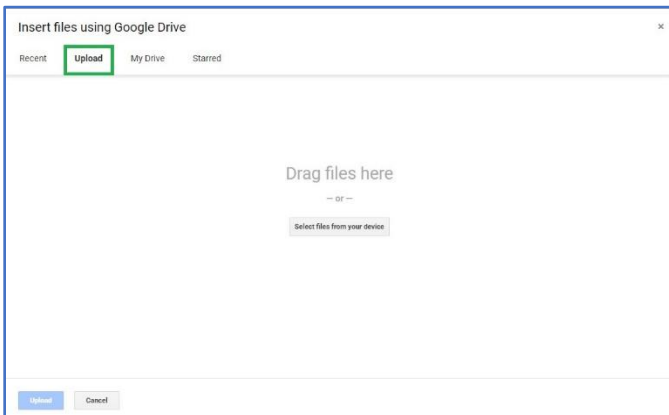 Insert files using Google Drive ×
Recent Upload My Drive Starred
Drag files here
— or —
Select files from your device
Upload Cancel